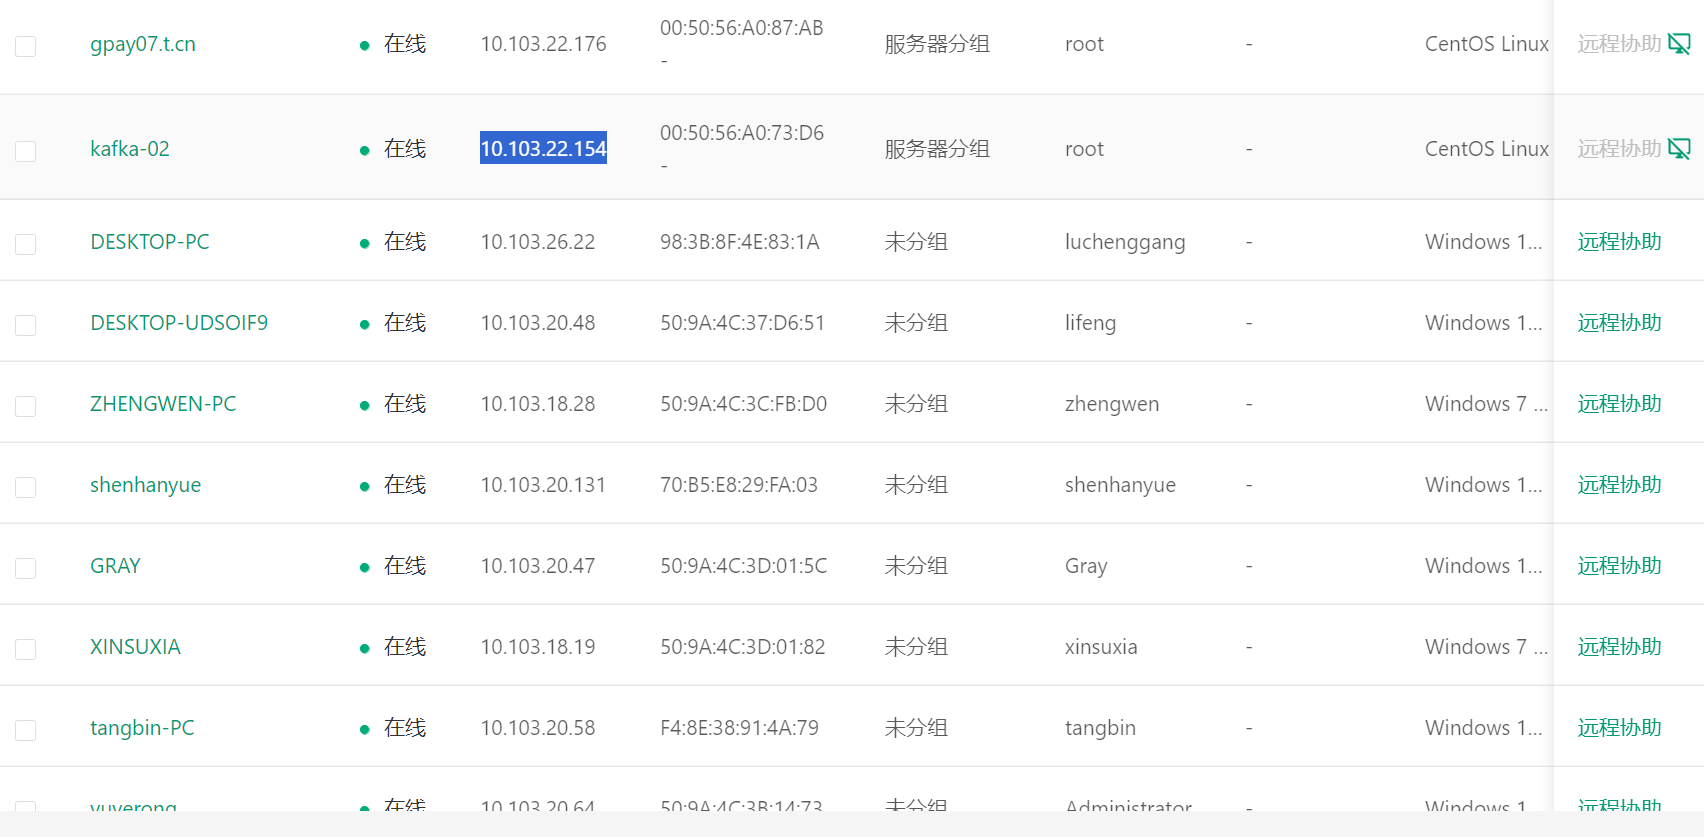 gpay07.t.cn 在线 10.103.22.176 00:50:56:A0:87:AB 服务器分组 root - CentOS Linux 远程协助
-
kafka-02 在线 10.103.22.154 00:50:56:A0:73:D6 服务器分组 root - CentOS Linux 远程协助
-
DESKTOP-PC 在线 10.103.26.22 98:3B:8F:4E:83:1A 未分组 luchenggang - Windows 1... 远程协助
DESKTOP-UDSOIF9 在线 10.103.20.48 50:9A:4C:37:D6:51 未分组 lifeng - Windows 1... 远程协助
ZHENGWEN-PC 在线 10.103.18.28 50:9A:4C:3C:FB:D0 未分组 zhengwen - Windows 7 ... 远程协助
shenhanyue 在线 10.103.20.131 70:B5:E8:29:FA:03 未分组 shenhanyue - Windows 1... 远程协助
GRAY 在线 10.103.20.47 50:9A:4C:3D:01:5C 未分组 Gray - Windows 1... 远程协助
XINSUXIA 在线 10.103.18.19 50:9A:4C:3D:01:82 未分组 xinsuxia - Windows 7 ... 远程协助
tangbin-PC 在线 10.103.20.58 F4:8E:38:91:4A:79 未分组 tangbin - Windows 1... 远程协助
在线 10.103.20.64 50:9A:4C:3B:14:73 未分组 Administrator - Windows 1 远程协助